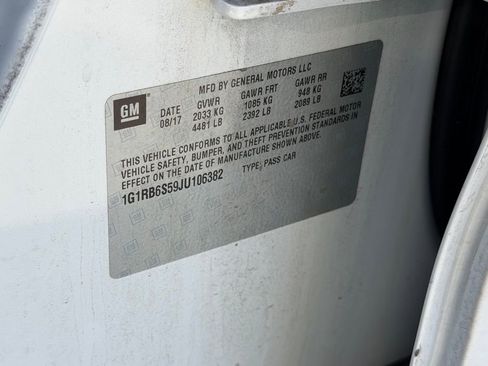 MFD BY GENERAL MOTORS LLC
GM DATE GVWR GAWR FRT GAWR RR
08/17 2033 KG 1085 KG 948 KG
4481 LB 2392 LB 2089 LB
THIS VEHICLE CONFORMS TO ALL APPLICABLE U.S. FEDERAL MOTOR
VEHICLE SAFETY, BUMPER, AND THEFT PREVENTION STANDARDS IN
EFFECT ON THE DATE OF MANUFACTURE SHOWN ABOVE.
1G1RB6S59JU106382 TYPE: PASS CAR